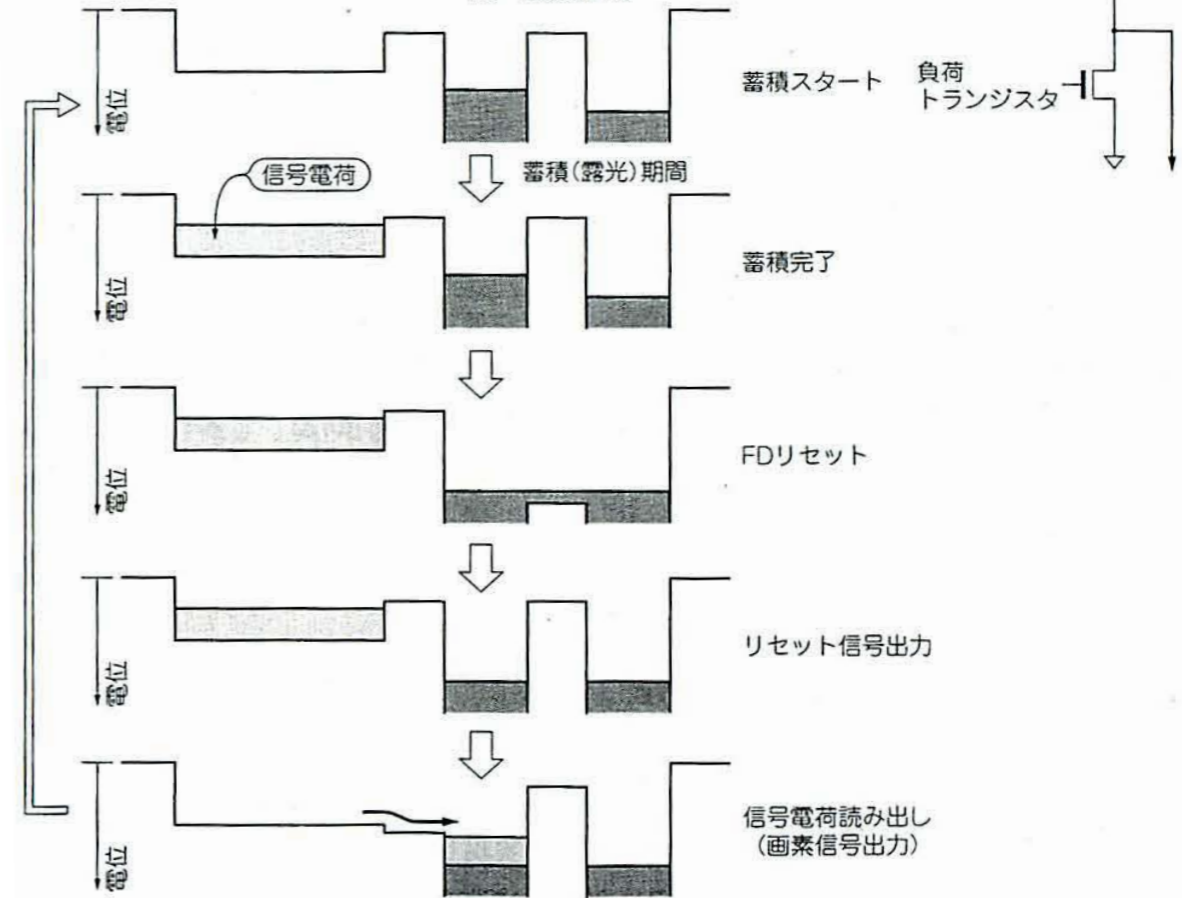 電位
蓄積スタート
負荷
トランジスタ
蓄積(露光)期間
信号電荷
電位
蓄積完了
電位
FDリセット
電位
リセット信号出力
電位
信号電荷読み出し
(画素信号出力)